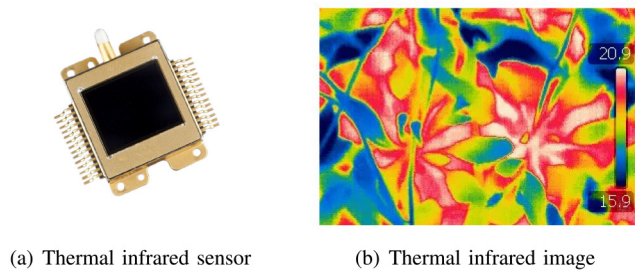 20.9
15.9
(a) Thermal infrared sensor
(b) Thermal infrared image